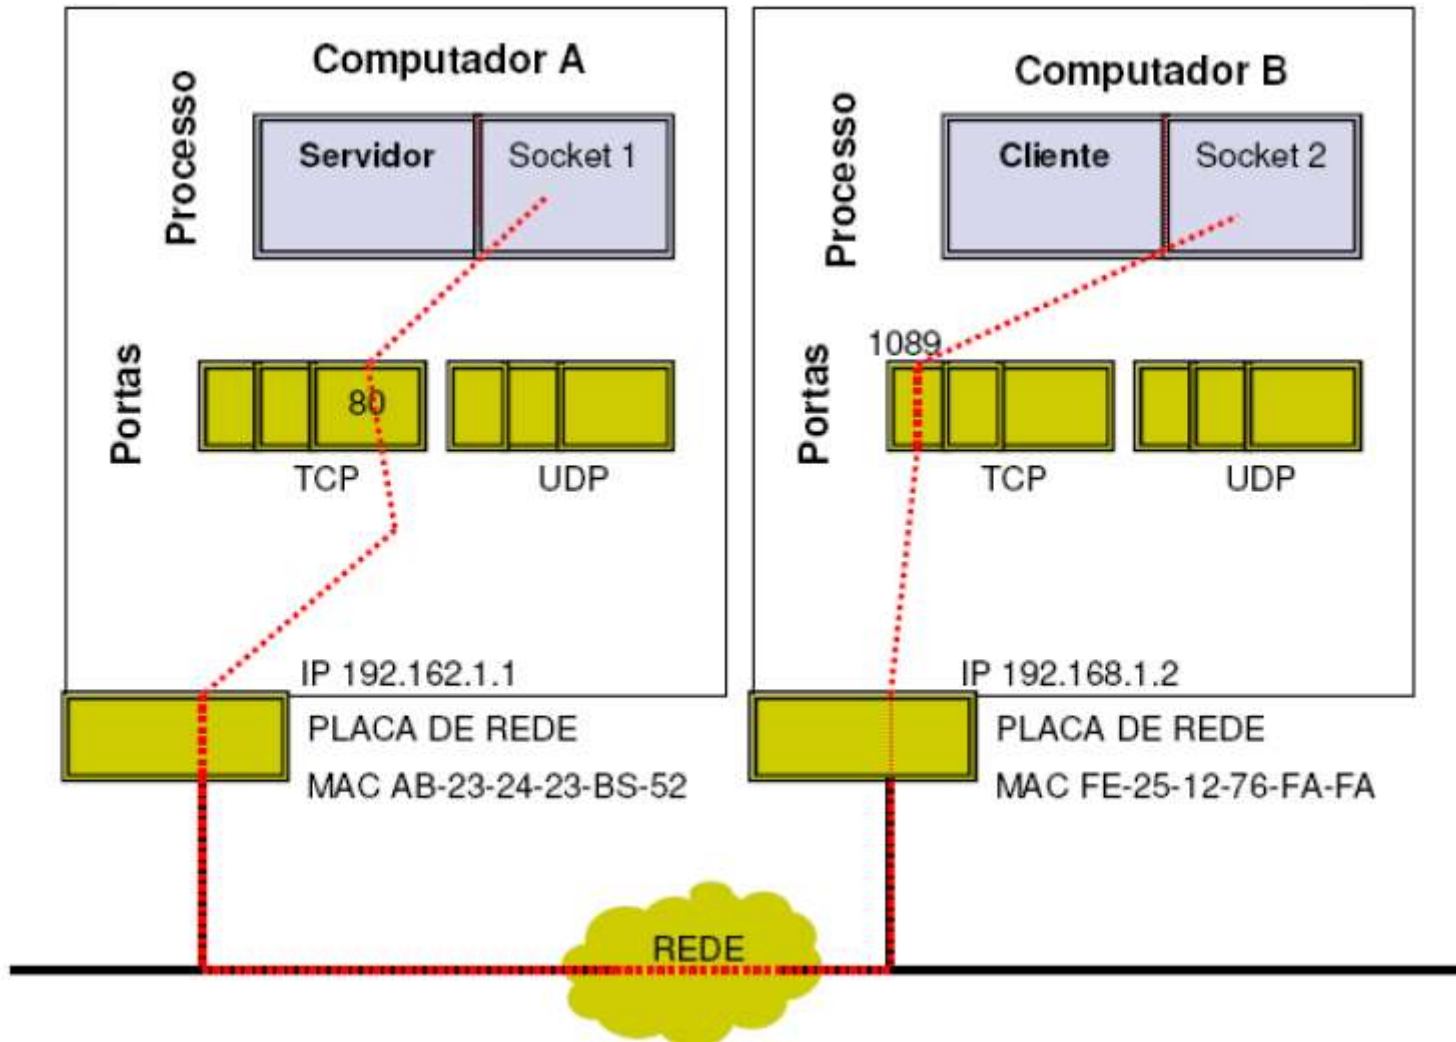 Computador A
Processo
Servidor
Socket 1
Portas
80
TCP
UDP
IP 192.162.1.1
PLACA DE REDE
MAC AB-23-24-23-BS-52
Computador B
Processo
Cliente
Socket 2
1089
Portas
TCP
UDP
IP 192.168.1.2
PLACA DE REDE
MAC FE-25-12-76-FA-FA
REDE